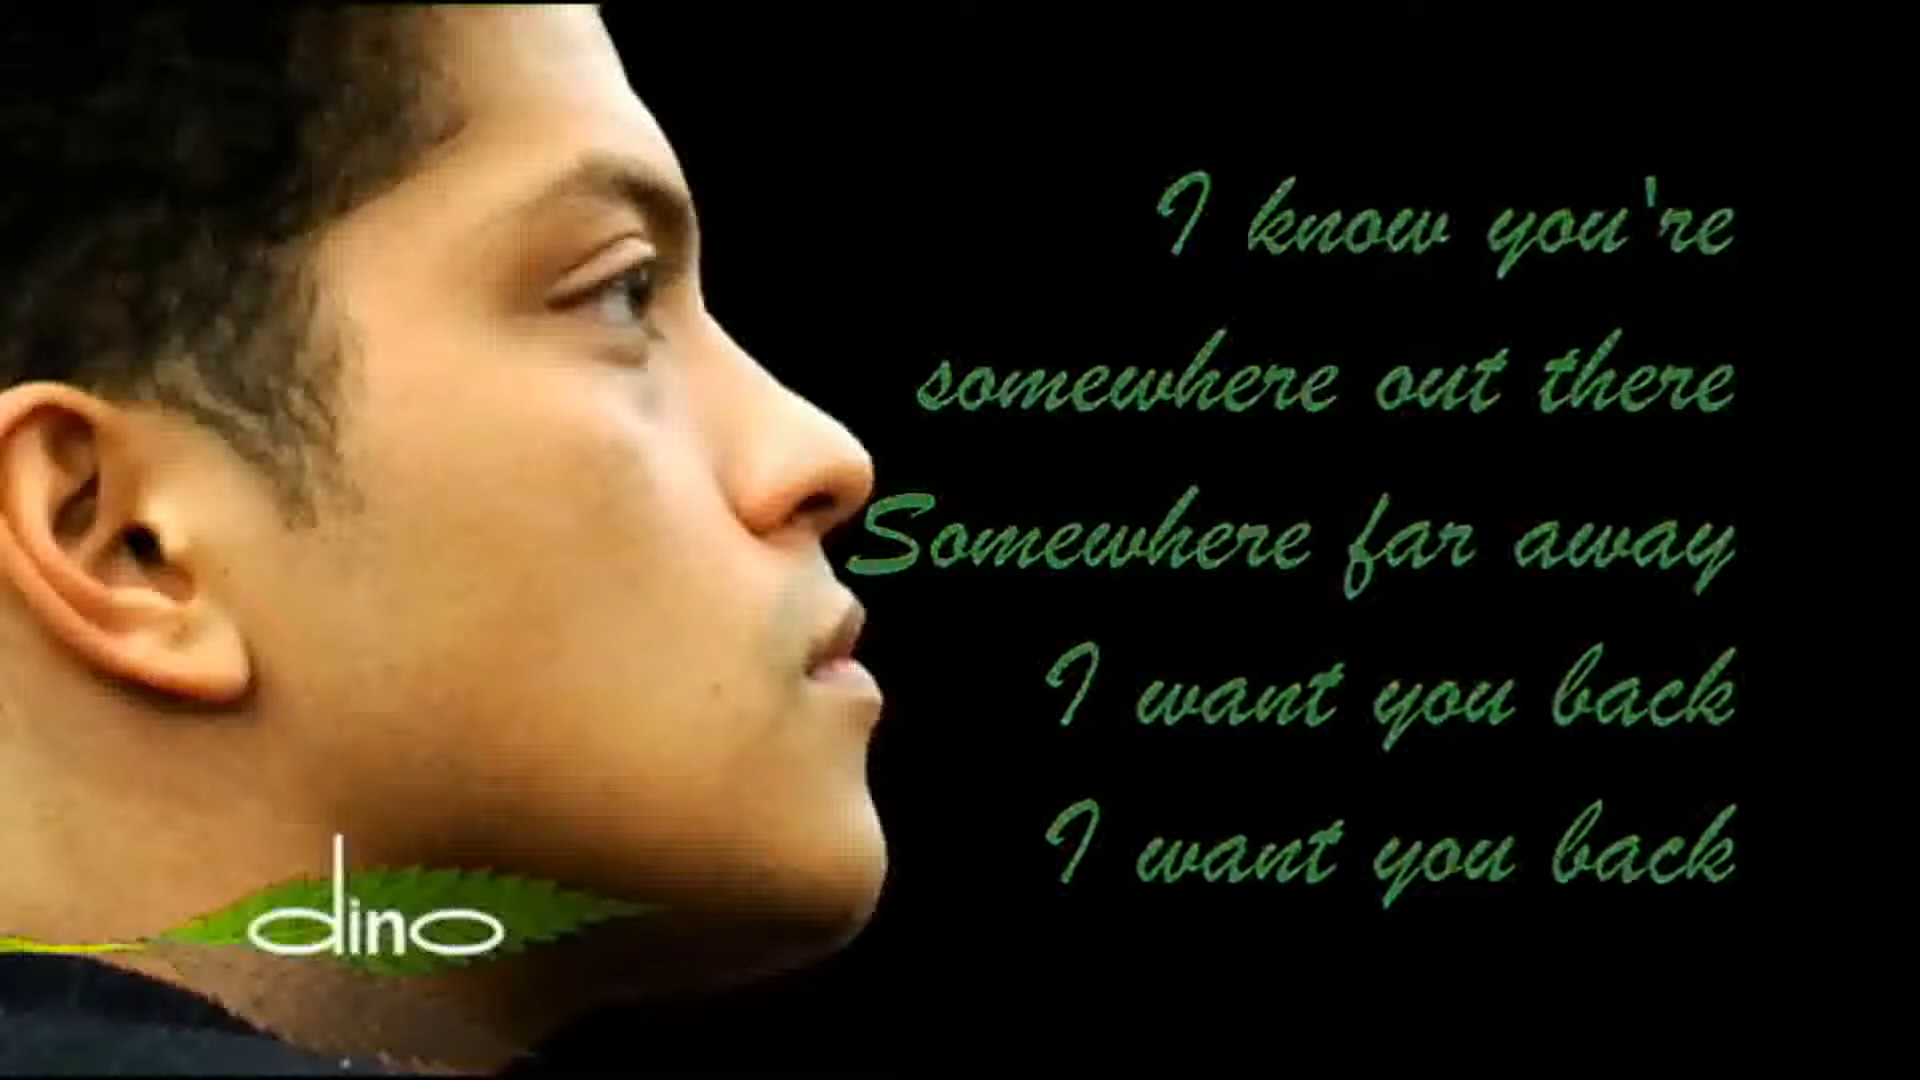 I know you're
somewhere out there
Somewhere far away
I want you back
I want you back
dino